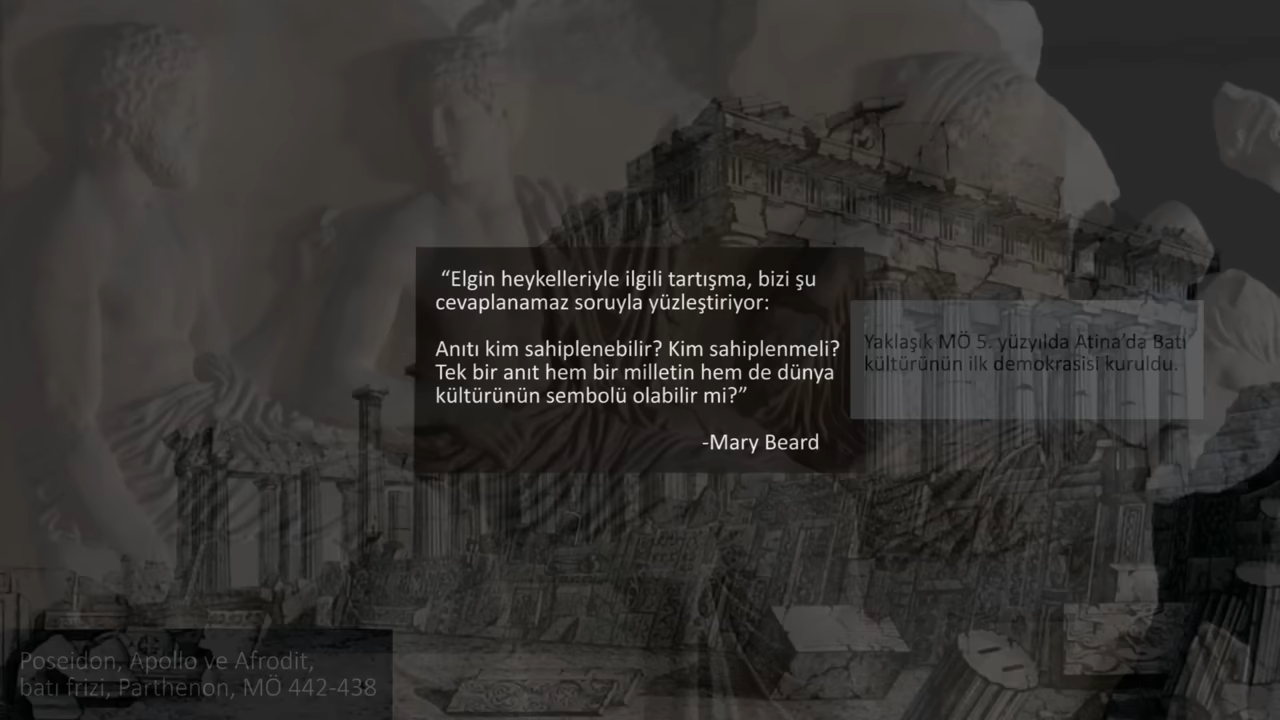 “Elgin heykelleriyle ilgili tartışma, bizi şu
cevaplanamaz soruyla yüzleştiriyor:
Anıtı kim sahiplenebilir? Kim sahiplenmeli?
Tek bir anıt hem bir milletin hem de dünya
kültürünün sembolü olabilir mi?”
-Mary Beard
Yaklaşık MÖ 5. yüzyılda Atina’da Batı
kültürünün ilk demokrasisi kuruldu.
Poseidon, Apollo ve Afrodit,
batı frizi, Parthenon, MÖ 442-438